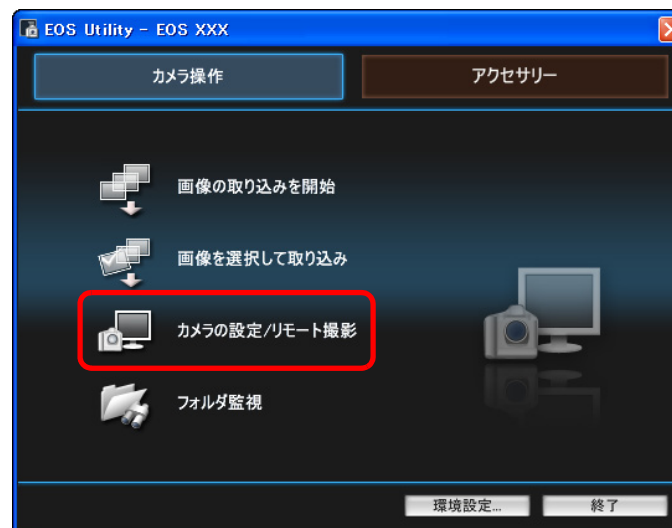 EOS Utility - EOS XXX
カメラ操作
アクセサリー
画像の取り込みを開始
画像を選択して取り込み
カメラの設定/リモート撮影
フォルダ監視
環境設定...
終了